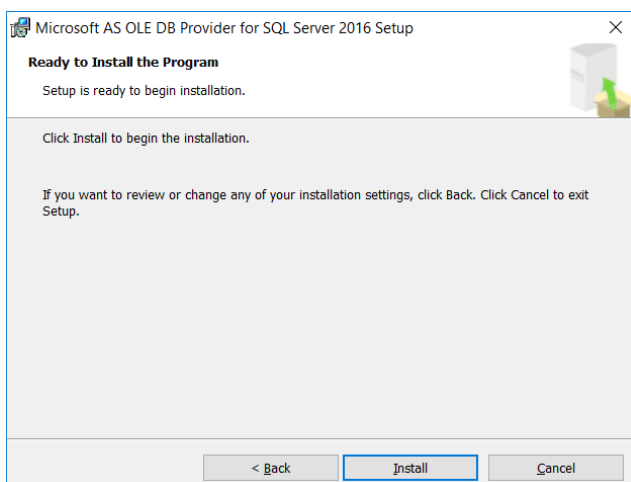 Microsoft AS OLE DB Provider for SQL Server 2016 Setup
Ready to Install the Program
Setup is ready to begin installation.
Click Install to begin the installation.
If you want to review or change any of your installation settings, click Back. Click Cancel to exit
Setup.
< Back
Install
Cancel